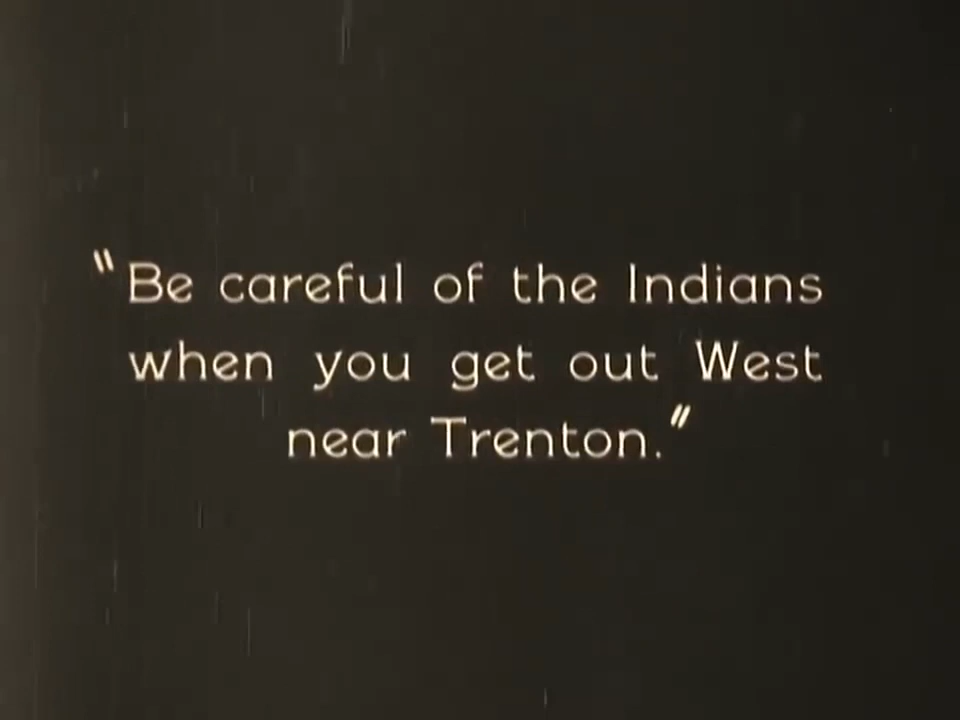 "Be careful of the Indians
when you get out West
near Trenton."